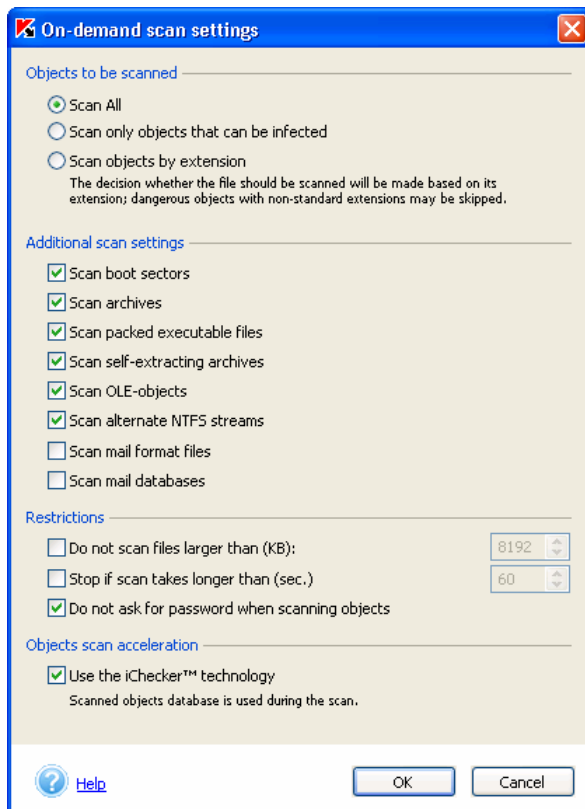 On-demand scan settings
Objects to be scanned
Scan All
Scan only objects that can be infected
Scan objects by extension
The decision whether the file should be scanned will be made based on its
extension; dangerous objects with non-standard extensions may be skipped.
Additional scan settings
Scan boot sectors
Scan archives
Scan packed executable files
Scan self-extracting archives
Scan OLE-objects
Scan alternate NTFS streams
Scan mail format files
Scan mail databases
Restrictions
Do not scan files larger than (KB): 8192
Stop if scan takes longer than (sec.) 60
Do not ask for password when scanning objects
Objects scan acceleration
Use the iChecker™ technology
Scanned objects database is used during the scan.
Help OK Cancel